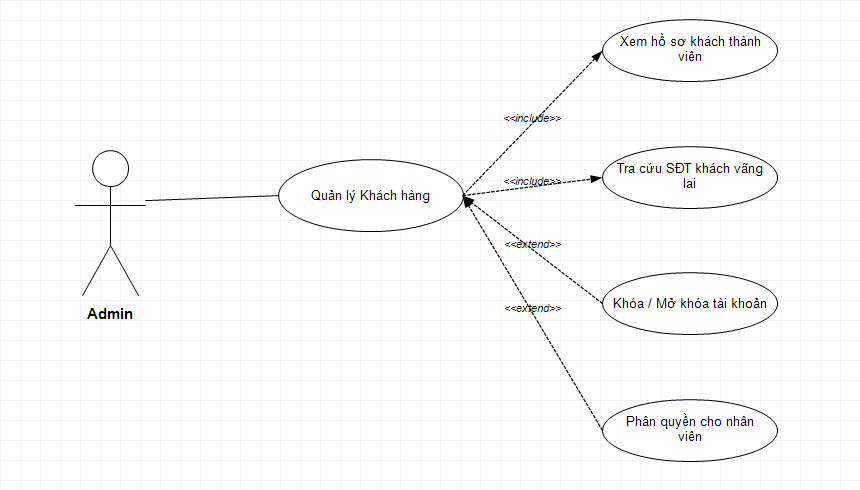 Xem hồ sơ khách thành
viên
<<include>>
Tra cứu SĐT khách vãng
lai
<<include>>
Quản lý Khách hàng
<<extend>>
Khóa / Mở khóa tài khoản
<<extend>>
Admin
Phân quyền cho nhân
viên